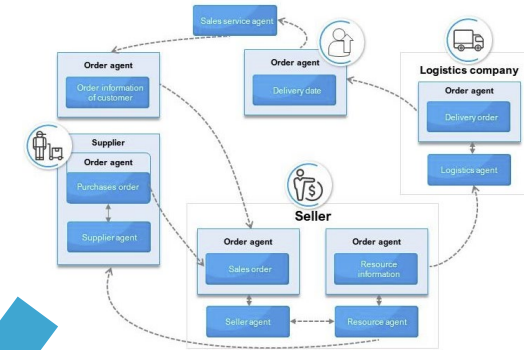 Sales service agent
Order agent
Order information
of customer
Order agent
Delivery date
Logistics company
Order agent
Delivery order
Logistics agent
Supplier
Order agent
Purchases order
Supplier agent
$
Seller
Order agent
Sales order
Seller agent
Order agent
Resource
information
Resource agent